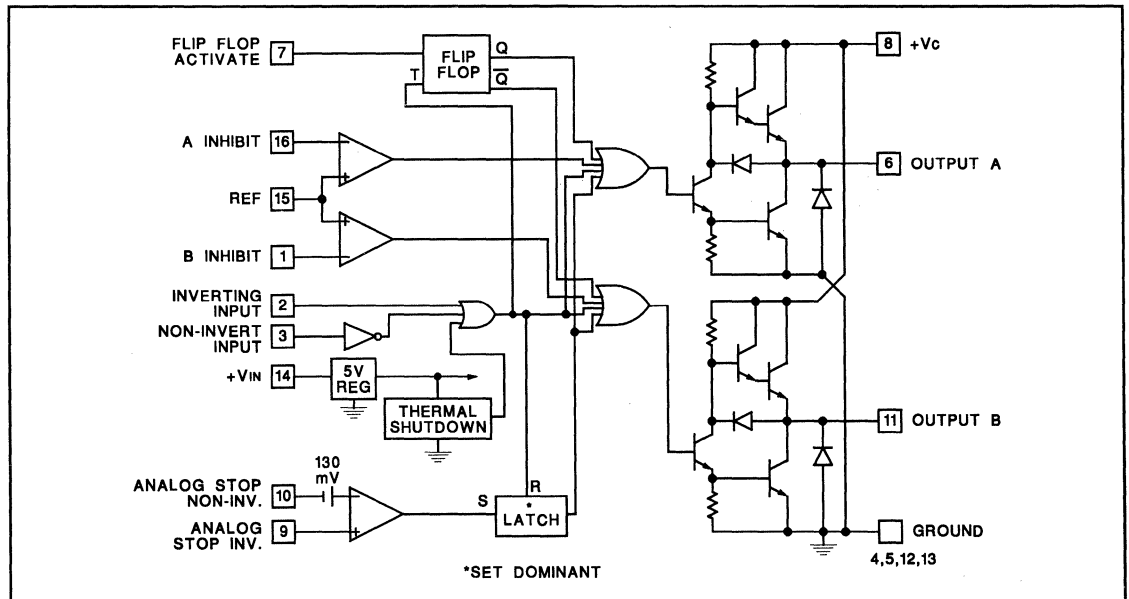 FLIP FLOP
ACTIVATE
7
FLIP
FLOP
T
Q
Q̅
8
+VC
A INHIBIT
16
REF
15
B INHIBIT
1
6
OUTPUT A
INVERTING
INPUT
2
NON-INVERT
INPUT
3
+VIN
14
5V
REG
THERMAL
SHUTDOWN
11
OUTPUT B
130
mV
ANALOG STOP
NON-INV.
10
ANALOG
STOP INV.
9
S
R
*
LATCH
GROUND
4,5,12,13
*SET DOMINANT